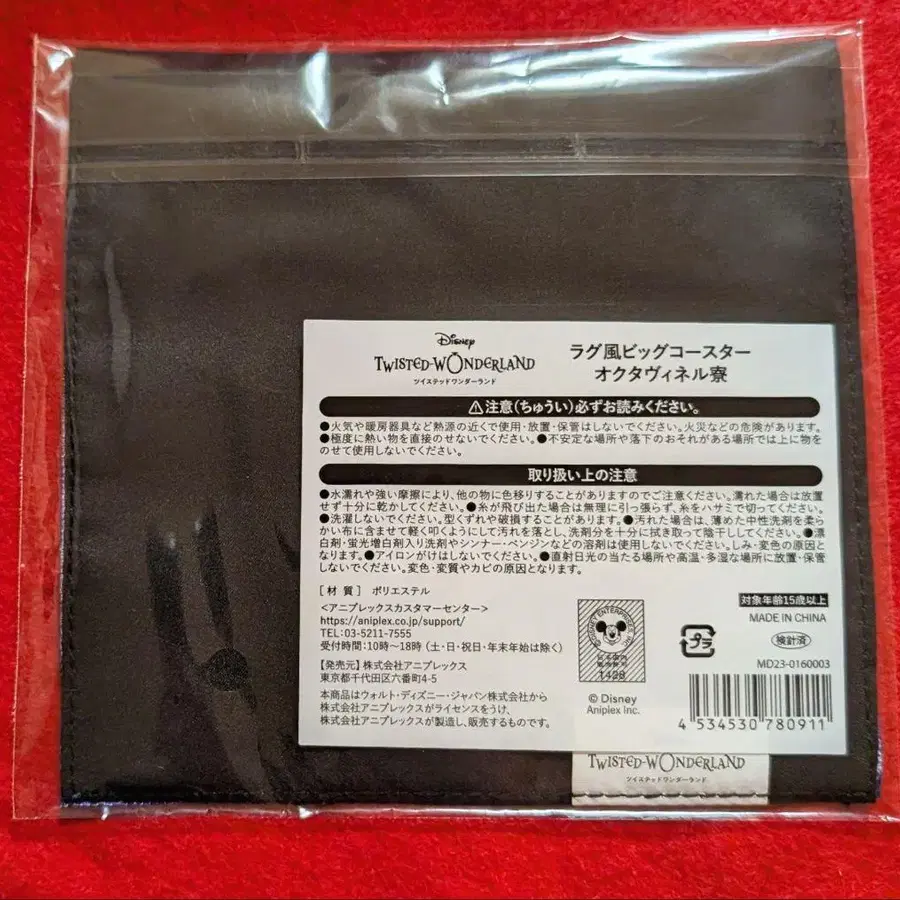 Disney
TWISTED-WONDERLAND
ツイステッドワンダーランド
ラグ風ビッグコースター
オクタヴィネル寮
⚠注意(ちゅうい)必ずお読みください。
●火気や暖房器具など熱源の近くで使用・放置・保管はしないでください。火災などの危険があります。
●極度に熱い物を直接のせないでください。●不安定な場所や落下のおそれがある場所では上に物を
のせて使用しないでください。
取り扱い上の注意
●水濡れや強い摩擦により、他の物に色移りすることがありますのでご注意ください。濡れた場合は放置
せず十分に乾かしてください。●糸が飛び出た場合は無理に引っ張らず、糸をハサミで切ってください。
●洗濯しないでください。型くずれや破損することがあります。●汚れた場合は、薄めた中性洗剤を柔ら
かい布に含ませて軽く叩くようにして汚れを落とし、洗剤分を十分に拭き取って陰干ししてください。●漂
白剤・蛍光増白剤入り洗剤やシンナー・ベンジンなどの溶剤は使用しないでください。しみ・変色の原因と
なります。●アイロンがけはしないでください。●直射日光の当たる場所や高温・多湿な場所に放置・保管
しないでください。変色・変質やカビの原因となります。
[材質] ポリエステル
<アニプレックスカスタマーセンター>
https://aniplex.co.jp/support/
TEL:03-5211-7555
受付時間:10時〜18時 (土・日・祝日・年末年始は除く)
【発売元】株式会社アニプレックス
東京都千代田区六番町4-5
本商品はウォルト・ディズニー・ジャパン株式会社から
株式会社アニプレックスがライセンスをうけ、
株式会社アニプレックスが製造し、販売するものです。
1428
© Disney
Aniplex Inc.
対象年齢15歳以上
MADE IN CHINA
プラ
検針済
MD23-0160003
4 534530 780911
TWISTED-WONDERLAND
ツイステッドワンダーランド